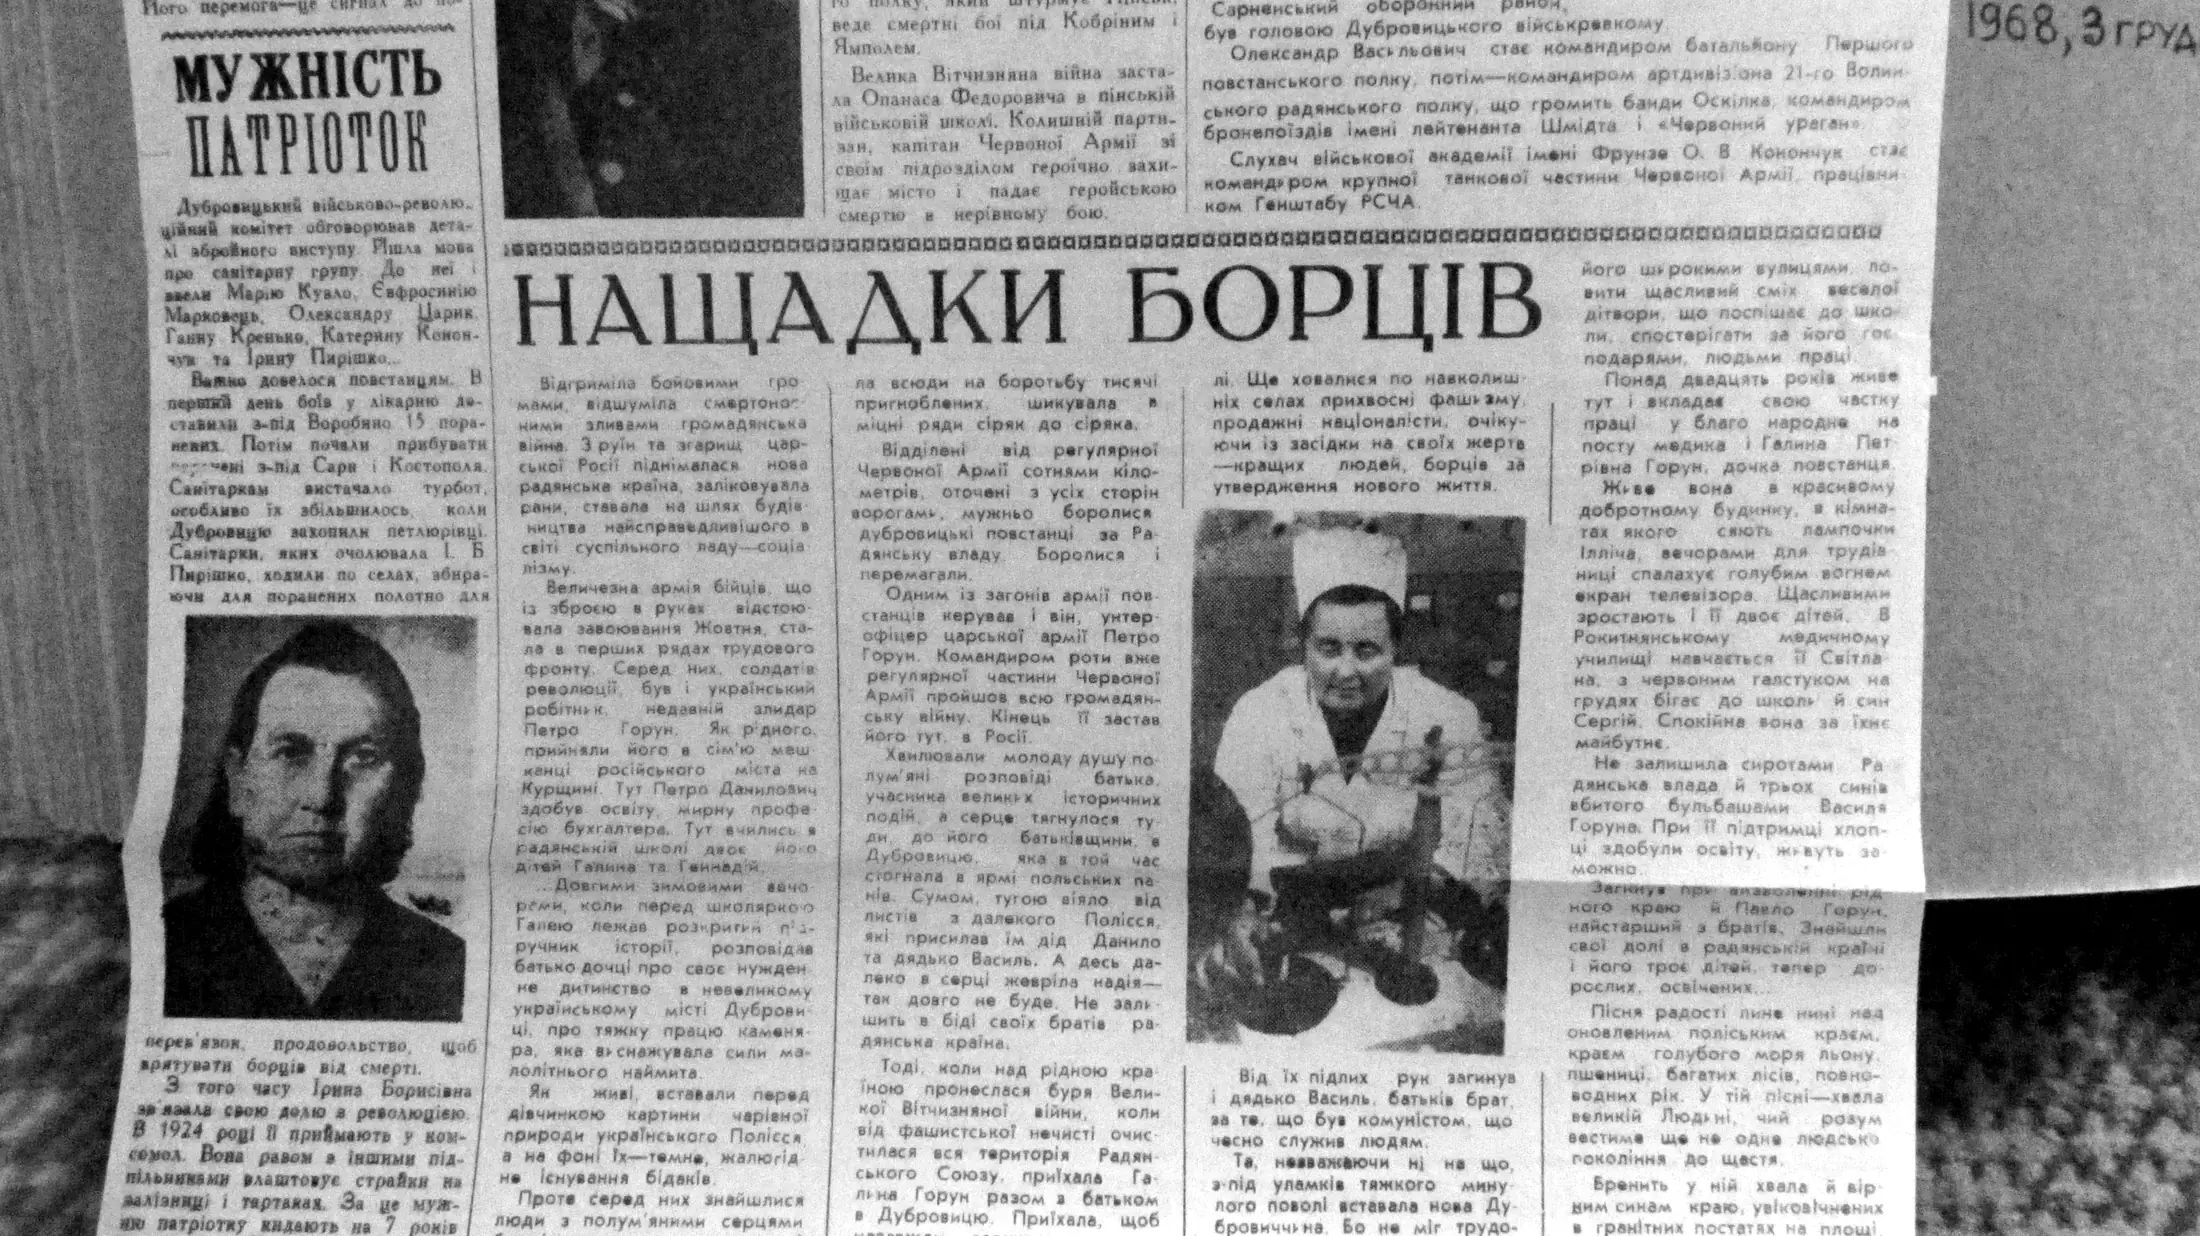 Його перемога—це сигнал до по-
МУЖНІСТЬ
ПАТРІОТОК
Дубровицький військово-револю-
ційний комітет обговорював дета-
лі збройного виступу. Йшла мова
про санітарну групу. До неї і
ввели Марію Кувло, Євфросинію
Марковець, Олександру Царик,
Ганну Кренько, Катерину Конон-
чук та Ірину Пирішко...
Важко довелося повстанцям. В
перший день боїв у лікарню до-
ставили з-під Воробино 15 пора-
нених. Потім почали прибувати
поранені з-під Сарн і Костополя.
Санітаркам вистачало турбот,
особливо їх збільшилось, коли
Дубровицю захопили петлюрівці.
Санітарки, яких очолювала І. Б
Пирішко, ходили по селах, збира-
ючи для поранених полотно для
перев'язок, продовольство, щоб
врятувати борців від смерті.
З того часу Ірина Борисівна
зв'язала свою долю з революцією.
В 1924 році її приймають у ком-
сомол. Вона разом з іншими під-
пільниками влаштовує страйки на
залізниці і тартаках. За це муж-
ню патріотку кидають на 7 років
го полку, який штурмує
веде смертні бої під Кобріним і
Ямполем.
Велика Вітчизняна війна заста-
ла Опанаса Федоровича в пінській
військовій школі. Колишній парти-
зан, капітан Червоної Армії зі
своїм підрозділом героїчно захи-
щає місто і падає геройською
смертю в нерівному бою.
Сарненський оборонний район,
був головою Дубровицького військревкому.
Олександр Васильович стає командиром батальйону Першого
повстанського полку, потім—командиром артдивізіона 21-го Волин-
ського радянського полку, що громить банди Оскілка, командиром
бронепоїздів імені лейтенанта Шмідта і «Червоний ураган».
Слухач військової академії імені Фрунзе О. В Конончук стає
командиром крупної танкової частини Червоної Армії, працівни-
ком Генштабу РСЧА.
1968, 3 ГРУД
НАЩАДКИ БОРЦІВ
Відгриміла бойовими гро-
мами, відшуміла смертонос-
ними зливами громадянська
війна. З руїн та згарищ цар-
ської Росії піднімалася нова
радянська країна, заліковувала
рани, ставала на шлях будів-
ництва найсправедливішого в
світі суспільного ладу—соціа-
лізму.
Величезна армія бійців, що
із зброєю в руках відстою-
вала завоювання Жовтня, ста-
ла в перших рядах трудового
фронту. Серед них, солдатів
революції, був і український
робітник, недавній злидар
Петро Горун. Як рідного,
прийняли його в сім'ю меш-
канці російського міста на
Курщині. Тут Петро Данилович
здобув освіту, мирну профе-
сію бухгалтера. Тут вчились в
радянській школі двоє його
дітей Галина та Геннадій.
...Довгими зимовими вечо-
рами, коли перед школяркою
Галею лежав розкритий під-
ручник історії, розповідав
батько дочці про своє нужден-
не дитинство в невеликому
українському місті Дуброви-
ці, про тяжку працю каменя-
ра, яка виснажувала сили ма-
лолітнього наймита.
Як живі, вставали перед
дівчинкою картини чарівної
природи українського Полісся,
а на фоні їх—темне, жалюгід-
не існування бідаків.
Проте серед них знайшлися
люди з полум'яними серцями
ла всюди на боротьбу тисячі
пригноблених, шикувала в
міцні ряди сіряк до сіряка.
Відділені від регулярної
Червоної Армії сотнями кіло-
метрів, оточені з усіх сторін
ворогами, мужньо боролися
дубровицькі повстанці за Ра-
дянську владу. Боролися і
перемагали.
Одним із загонів армії пов-
станців керував і він, унтер-
офіцер царської армії Петро
Горун. Командиром роти вже
регулярної частини Червоної
Армії пройшов всю громадян-
ську війну. Кінець її застав
його тут, в Росії.
Хвилювали молоду душу по-
лум'яні розповіді батька,
учасника великих історичних
подій, а серце тягнулося ту-
ди, до його батьківщини, в
Дубровицю, яка в той час
стогнала в ярмі польських па-
нів. Сумом, тугою віяло від
листів з далекого Полісся,
які присилав їм дід Данило
та дядько Василь. А десь да-
леко в серці жевріла надія—
так довго не буде. Не зали-
шить в біді своїх братів ра-
дянська країна.
Тоді, коли над рідною кра-
їною пронеслася буря Вели-
кої Вітчизняної війни, коли
від фашистської нечисті очис-
тилася вся територія Радян-
ського Союзу, приїхала Га-
лина Горун разом з батьком
в Дубровицю. Приїхала, щоб
лі. Ще ховалися по навколиш-
ніх селах прихвосні фашизму,
продажні націоналісти, очіку-
ючи із засідки на своїх жертв
—кращих людей, борців за
утвердження нового життя.
Від їх підлих рук загинув
і дядько Василь, батьків брат,
за те, що був комуністом, що
чесно служив людям.
Та, незважаючи ні на що,
з-під уламків тяжкого мину-
лого поволі вставала нова Ду-
бровиччина. Бо не міг трудо-
його широкими вулицями, ло-
вити щасливий сміх веселої
дітвори, що поспішає до шко-
ли, спостерігати за його гос-
подарями, людьми праці.
Понад двадцять років живе
тут і вкладає свою частку
праці у благо народне на
посту медика і Галина Пет-
рівна Горун, дочка повстанця.
Живе вона в красивому
добротному будинку, в кімна-
тах якого сяють лампочки
Ілліча, вечорами для трудів-
ниці спалахує голубим вогнем
екран телевізора. Щасливими
зростають і її двоє дітей. В
Рокитнянському медичному
училищі навчається її Світла-
на, з червоним галстуком на
грудях бігає до школи й син
Сергій. Спокійна вона за їхнє
майбутнє.
Не залишила сиротами Ра-
дянська влада й трьох синів
вбитого бульбашами Василя
Горуна. При її підтримці хлоп-
ці здобули освіту, живуть за-
можно.
Загинув при визволенні рід-
ного краю й Павло Горун,
найстарший з братів. Знайшли
свої долі в радянській країні
і його троє дітей, тепер до-
рослих, освічених...
Пісня радості лине нині над
оновленим поліським краєм,
краєм голубого моря льону,
пшениці, багатих лісів, повно-
водних рік. У тій пісні—хвала
великій Людині, чий розум
вестиме ще не одне людське
покоління до щастя.
Бренить у ній хвала й вір-
ним синам краю, увіковічнених
в гранітних постатях на площі